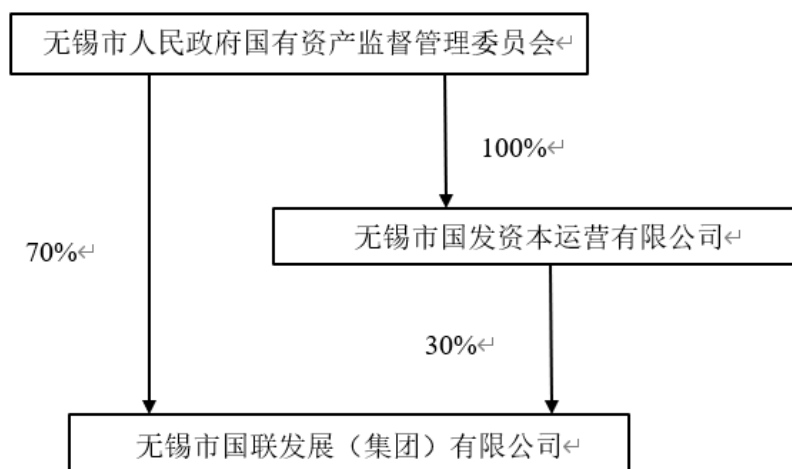 无锡市人民政府国有资产监督管理委员会↵
100%↵
无锡市国发资本运营有限公司↵
70%↵
30%↵
无锡市国联发展（集团）有限公司↵